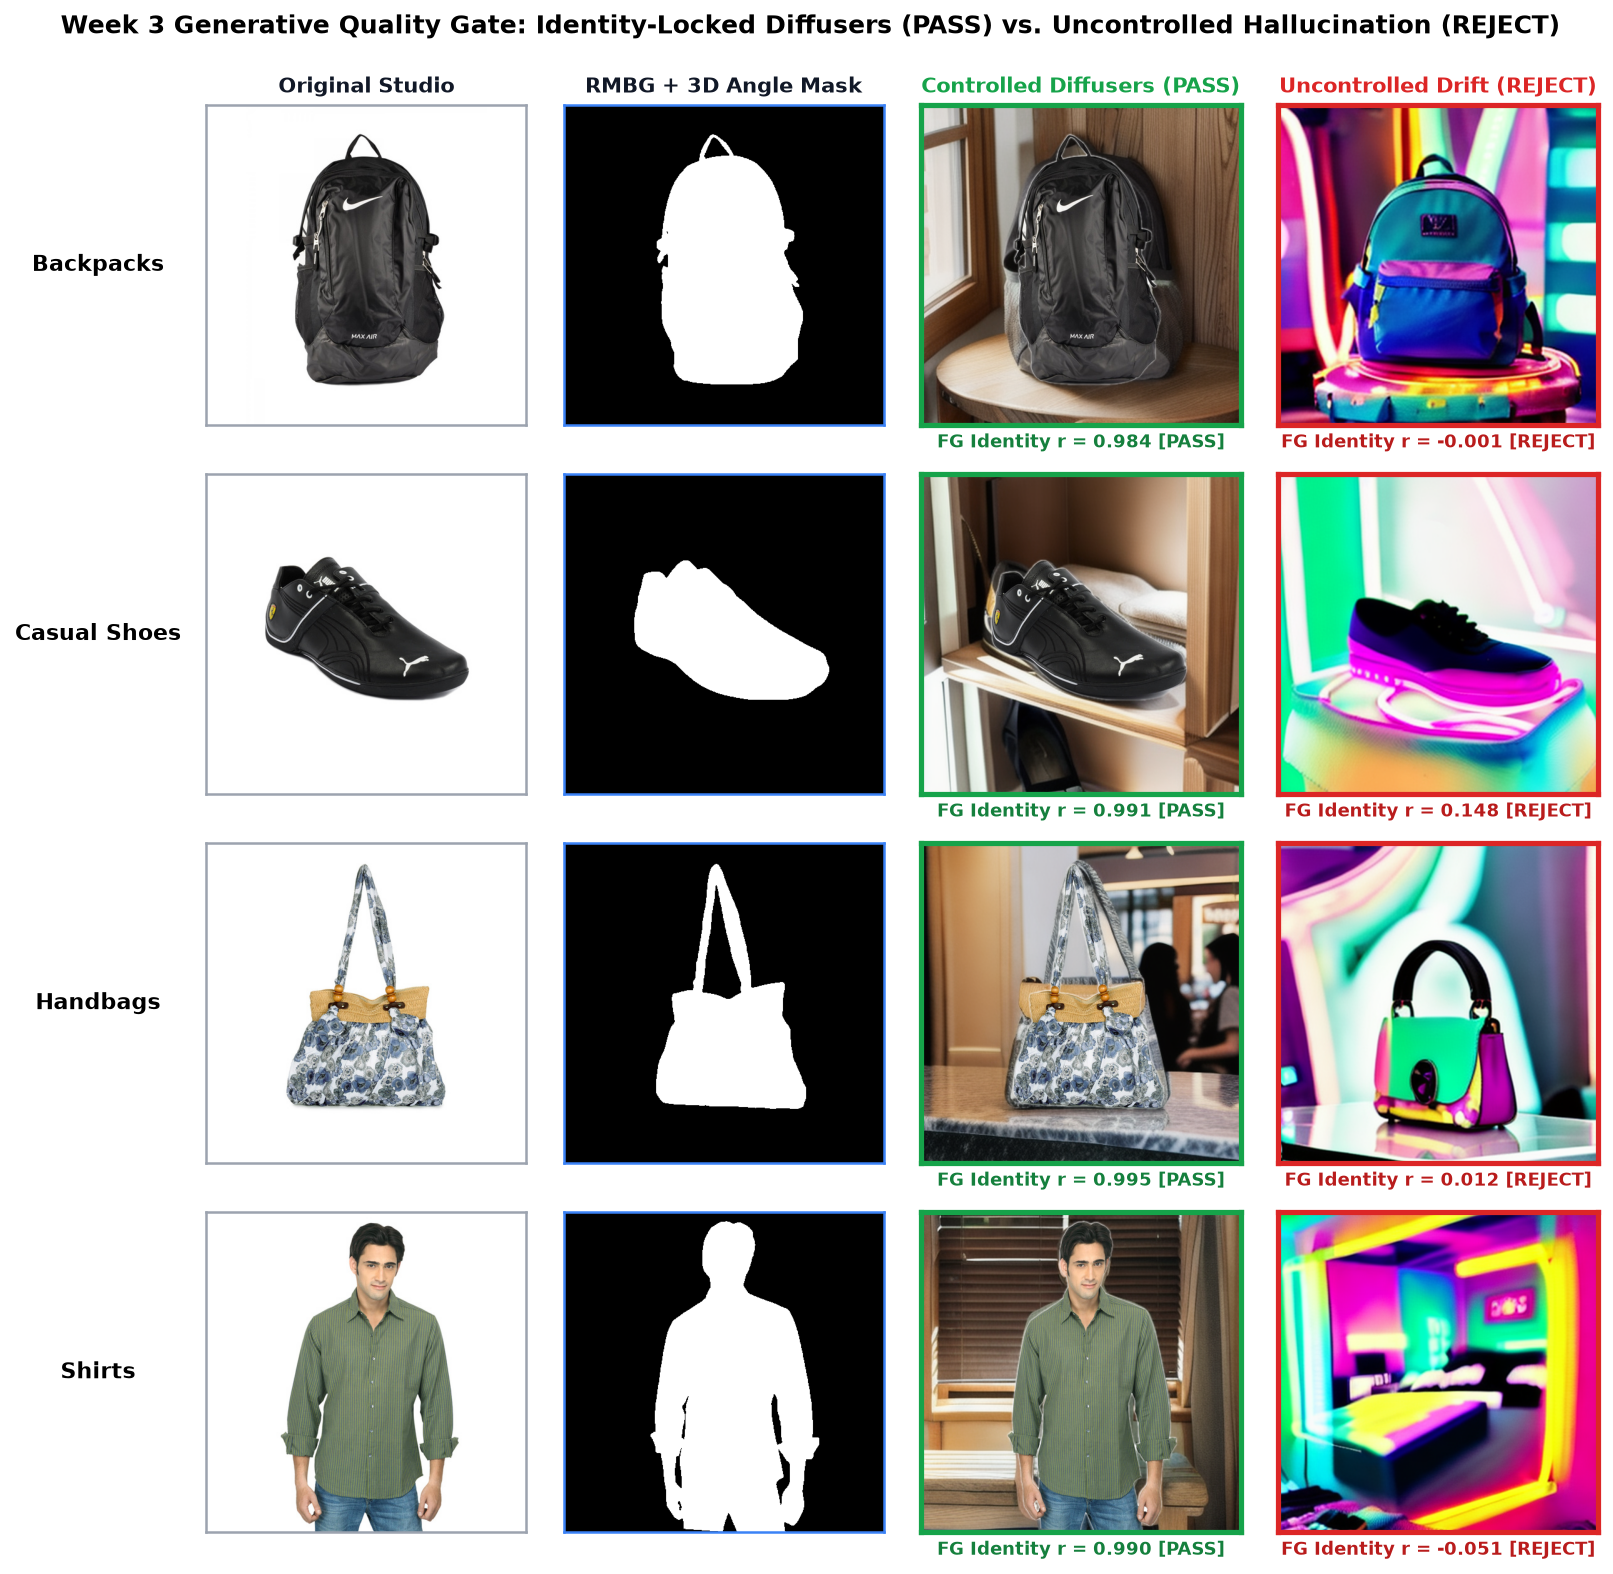 Week 3 Generative Quality Gate: Identity-Locked Diffusers (PASS) vs. Uncontrolled Hallucination (REJECT)
Original Studio
RMBG + 3D Angle Mask
Controlled Diffusers (PASS)
Uncontrolled Drift (REJECT)
Backpacks
MAX AIR
MAX AIR
FG Identity r = 0.984 [PASS]
FG Identity r = -0.001 [REJECT]
Casual Shoes
FG Identity r = 0.991 [PASS]
FG Identity r = 0.148 [REJECT]
Handbags
FG Identity r = 0.995 [PASS]
FG Identity r = 0.012 [REJECT]
Shirts
FG Identity r = 0.990 [PASS]
FG Identity r = -0.051 [REJECT]